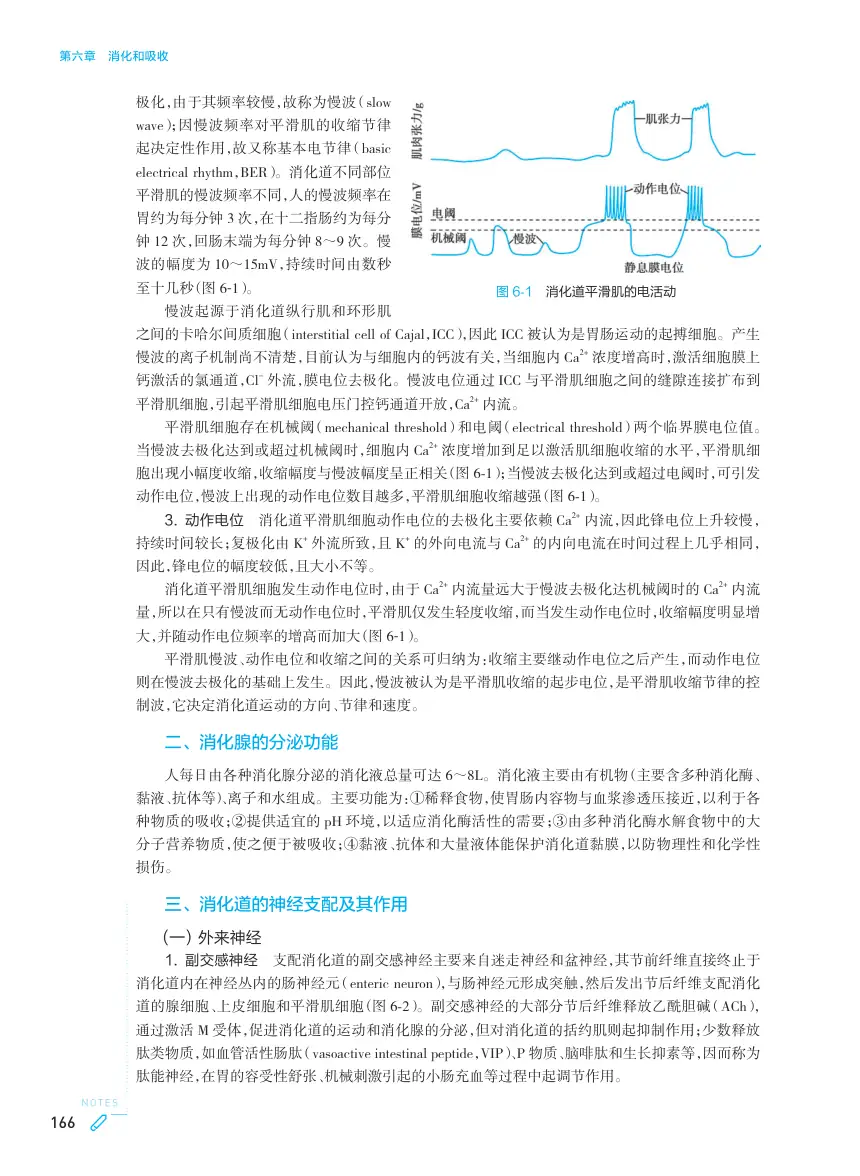 第六章 消化和吸收
极化,由于其频率较慢,故称为慢波(slow
wave);因慢波频率对平滑肌的收缩节律
起决定性作用,故又称基本电节律(basic
electrical rhythm,BER)。消化道不同部位
平滑肌的慢波频率不同,人的慢波频率在
胃约为每分钟 3 次,在十二指肠约为每分
钟 12 次,回肠末端为每分钟 8～9 次。慢
波的幅度为 10～15mV,持续时间由数秒
至十几秒(图 6-1)。
肌肉张力/g
肌张力
膜电位/mV
动作电位
电阈
机械阈
慢波
静息膜电位
图 6-1 消化道平滑肌的电活动
慢波起源于消化道纵行肌和环形肌
之间的卡哈尔间质细胞(interstitial cell of Cajal,ICC),因此 ICC 被认为是胃肠运动的起搏细胞。产生
慢波的离子机制尚不清楚,目前认为与细胞内的钙波有关,当细胞内 Ca²⁺ 浓度增高时,激活细胞膜上
钙激活的氯通道,Cl⁻ 外流,膜电位去极化。慢波电位通过 ICC 与平滑肌细胞之间的缝隙连接扩布到
平滑肌细胞,引起平滑肌细胞电压门控钙通道开放,Ca²⁺ 内流。
平滑肌细胞存在机械阈(mechanical threshold)和电阈(electrical threshold)两个临界膜电位值。
当慢波去极化达到或超过机械阈时,细胞内 Ca²⁺ 浓度增加到足以激活肌细胞收缩的水平,平滑肌细
胞出现小幅度收缩,收缩幅度与慢波幅度呈正相关(图 6-1);当慢波去极化达到或超过电阈时,可引发
动作电位,慢波上出现的动作电位数目越多,平滑肌细胞收缩越强(图 6-1)。
3. 动作电位 消化道平滑肌细胞动作电位的去极化主要依赖 Ca²⁺ 内流,因此锋电位上升较慢,
持续时间较长;复极化由 K⁺ 外流所致,且 K⁺ 的外向电流与 Ca²⁺ 的内向电流在时间过程上几乎相同,
因此,锋电位的幅度较低,且大小不等。
消化道平滑肌细胞发生动作电位时,由于 Ca²⁺ 内流量远大于慢波去极化达机械阈时的 Ca²⁺ 内流
量,所以在只有慢波而无动作电位时,平滑肌仅发生轻度收缩,而当发生动作电位时,收缩幅度明显增
大,并随动作电位频率的增高而加大(图 6-1)。
平滑肌慢波、动作电位和收缩之间的关系可归纳为:收缩主要继动作电位之后产生,而动作电位
则在慢波去极化的基础上发生。因此,慢波被认为是平滑肌收缩的起步电位,是平滑肌收缩节律的控
制波,它决定消化道运动的方向、节律和速度。
二、消化腺的分泌功能
人每日由各种消化腺分泌的消化液总量可达 6～8L。消化液主要由有机物(主要含多种消化酶、
黏液、抗体等)、离子和水组成。主要功能为:①稀释食物,使胃肠内容物与血浆渗透压接近,以利于各
种物质的吸收;②提供适宜的 pH 环境,以适应消化酶活性的需要;③由多种消化酶水解食物中的大
分子营养物质,使之便于被吸收;④黏液、抗体和大量液体能保护消化道黏膜,以防物理性和化学性
损伤。
三、消化道的神经支配及其作用
(一)外来神经
1. 副交感神经 支配消化道的副交感神经主要来自迷走神经和盆神经,其节前纤维直接终止于
消化道内在神经丛内的肠神经元(enteric neuron),与肠神经元形成突触,然后发出节后纤维支配消化
道的腺细胞、上皮细胞和平滑肌细胞(图 6-2)。副交感神经的大部分节后纤维释放乙酰胆碱(ACh),
通过激活 M 受体,促进消化道的运动和消化腺的分泌,但对消化道的括约肌则起抑制作用;少数释放
肽类物质,如血管活性肠肽(vasoactive intestinal peptide,VIP)、P 物质、脑啡肽和生长抑素等,因而称为
肽能神经,在胃的容受性舒张、机械刺激引起的小肠充血等过程中起调节作用。
NOTES
166